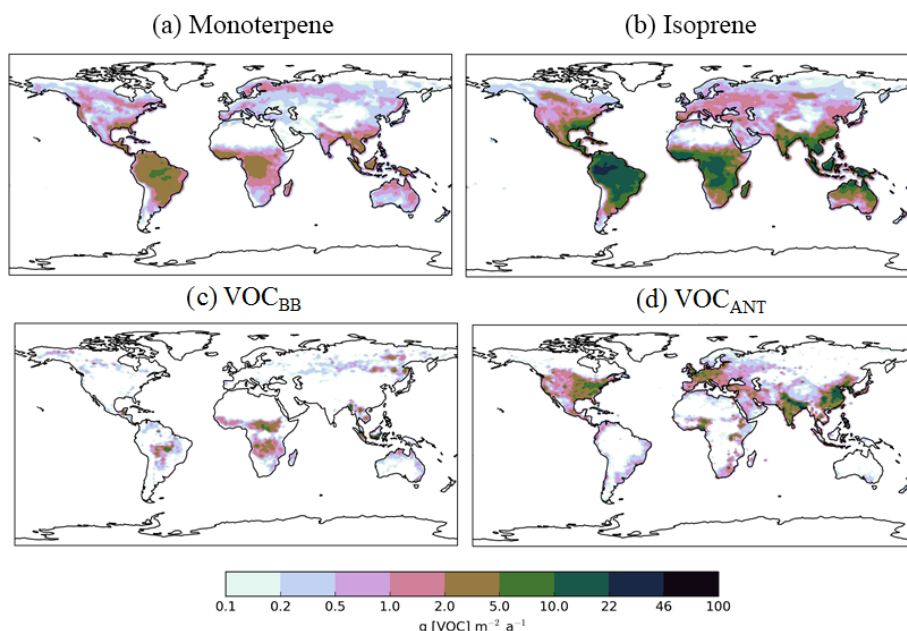 (a) Monoterpene
(b) Isoprene
(c) VOC_BB
(d) VOC_ANT
0.1 0.2 0.5 1.0 2.0 5.0 10.0 22 46 100
g [VOC] m⁻² a⁻¹